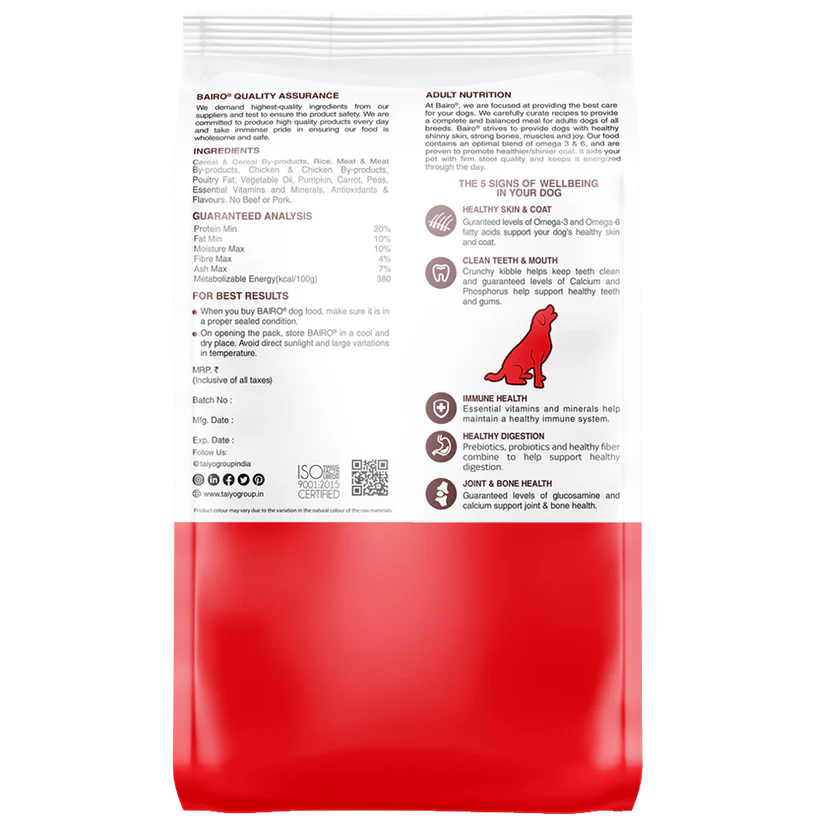 BAIRO® QUALITY ASSURANCE
We demand highest-quality ingredients from our
suppliers and test to ensure the product safety. We are
committed to produce high quality products every day
and take immense pride in ensuring our food is
wholesome and safe.
INGREDIENTS
Cereal & Cereal By-products, Rice, Meat & Meat
By-products, Chicken & Chicken By-products,
Poultry Fat, Vegetable Oil, Pumpkin, Carrot, Peas,
Essential Vitamins and Minerals, Antioxidants &
Flavours. No Beef or Pork.
GUARANTEED ANALYSIS
Protein Min 20%
Fat Min 10%
Moisture Max 10%
Fibre Max 4%
Ash Max 7%
Metabolizable Energy(kcal/100g) 380
FOR BEST RESULTS
When you buy BAIRO® dog food, make sure it is in
a proper sealed condition.
On opening the pack, store BAIRO® in a cool and
dry place. Avoid direct sunlight and large variations
in temperature.
MRP. ₹
(Inclusive of all taxes)
Batch No :
Mfg. Date :
Exp. Date :
Follow Us:
@taiyogroupindia
www.taiyogroup.in
ISO
9001:2015
CERTIFIED
Product colour may vary due to the variation in the natural colour of the raw materials
ADULT NUTRITION
At Bairo®, we are focused at providing the best care
for your dogs. We carefully curate recipes to provide
a complete and balanced meal for adults dogs of all
breeds. Bairo® strives to provide dogs with healthy
shinny skin, strong bones, muscles and joy. Our food
contains an optimal blend of omega 3 & 6, and are
proven to promote healthier/shinier coat. It aids your
pet with firm stool quality and keeps it energized
through the day.
THE 5 SIGNS OF WELLBEING
IN YOUR DOG
HEALTHY SKIN & COAT
Guranteed levels of Omega-3 and Omega-6
fatty acids support your dog's healthy skin
and coat.
CLEAN TEETH & MOUTH
Crunchy kibble helps keep teeth clean
and guaranteed levels of Calcium and
Phosphorus help support healthy teeth
and gums.
IMMUNE HEALTH
Essential vitamins and minerals help
maintain a healthy immune system.
HEALTHY DIGESTION
Prebiotics, probiotics and healthy fiber
combine to help support healthy
digestion.
JOINT & BONE HEALTH
Guaranteed levels of glucosamine and
calcium support joint & bone health.